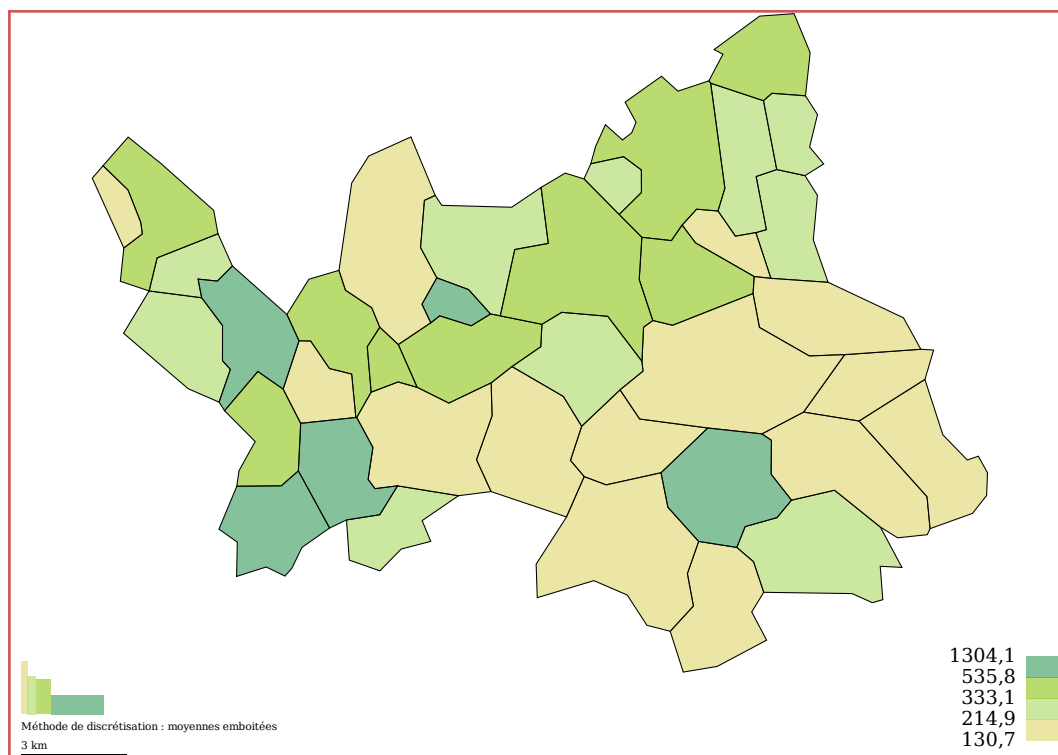 1304,1
535,8
333,1
214,9
130,7
Méthode de discrétisation : moyennes emboitées
3 km